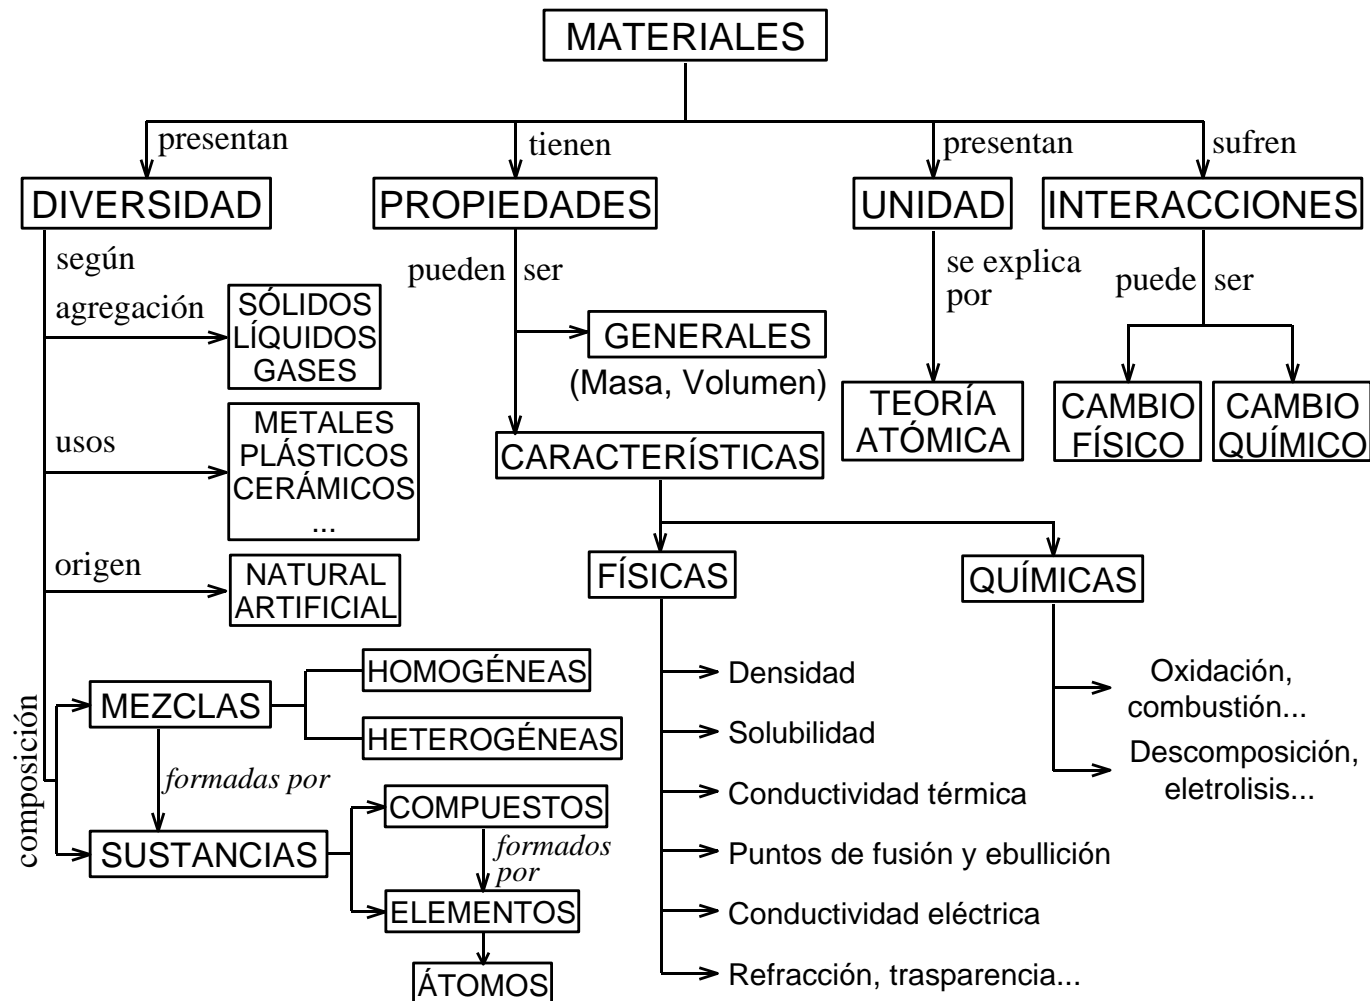 MATERIALES
presentan
tienen
presentan
sufren
DIVERSIDAD
PROPIEDADES
UNIDAD
INTERACCIONES
según
agregación
SÓLIDOS
LÍQUIDOS
GASES
usos
METALES
PLÁSTICOS
CERÁMICOS
...
origen
NATURAL
ARTIFICIAL
composición
MEZCLAS
HOMOGÉNEAS
HETEROGÉNEAS
formadas por
SUSTANCIAS
COMPUESTOS
formados
por
ELEMENTOS
ÁTOMOS
pueden ser
GENERALES
(Masa, Volumen)
CARACTERÍSTICAS
FÍSICAS
Densidad
Solubilidad
Conductividad térmica
Puntos de fusión y ebullición
Conductividad eléctrica
Refracción, trasparencia...
QUÍMICAS
Oxidación,
combustión...
Descomposición,
eletrolisis...
se explica
por
TEORÍA
ATÓMICA
puede ser
CAMBIO
FÍSICO
CAMBIO
QUÍMICO